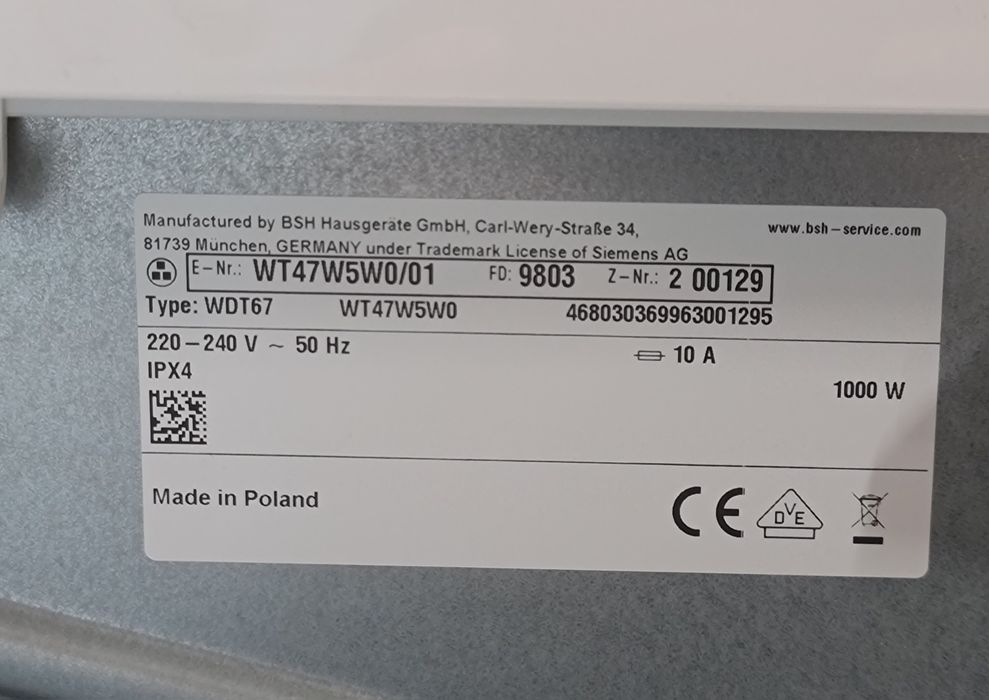 Manufactured by BSH Hausgeräte GmbH, Carl-Wery-Straße 34,
81739 München, GERMANY under Trademark License of Siemens AG
www.bsh-service.com
E-Nr.: WT47W5W0/01 FD: 9803 Z-Nr.: 2 00129
Type: WDT67 WT47W5W0 468030369963001295
220-240 V ~ 50 Hz 10 A
IPX4
1000 W
Made in Poland
CE DVE